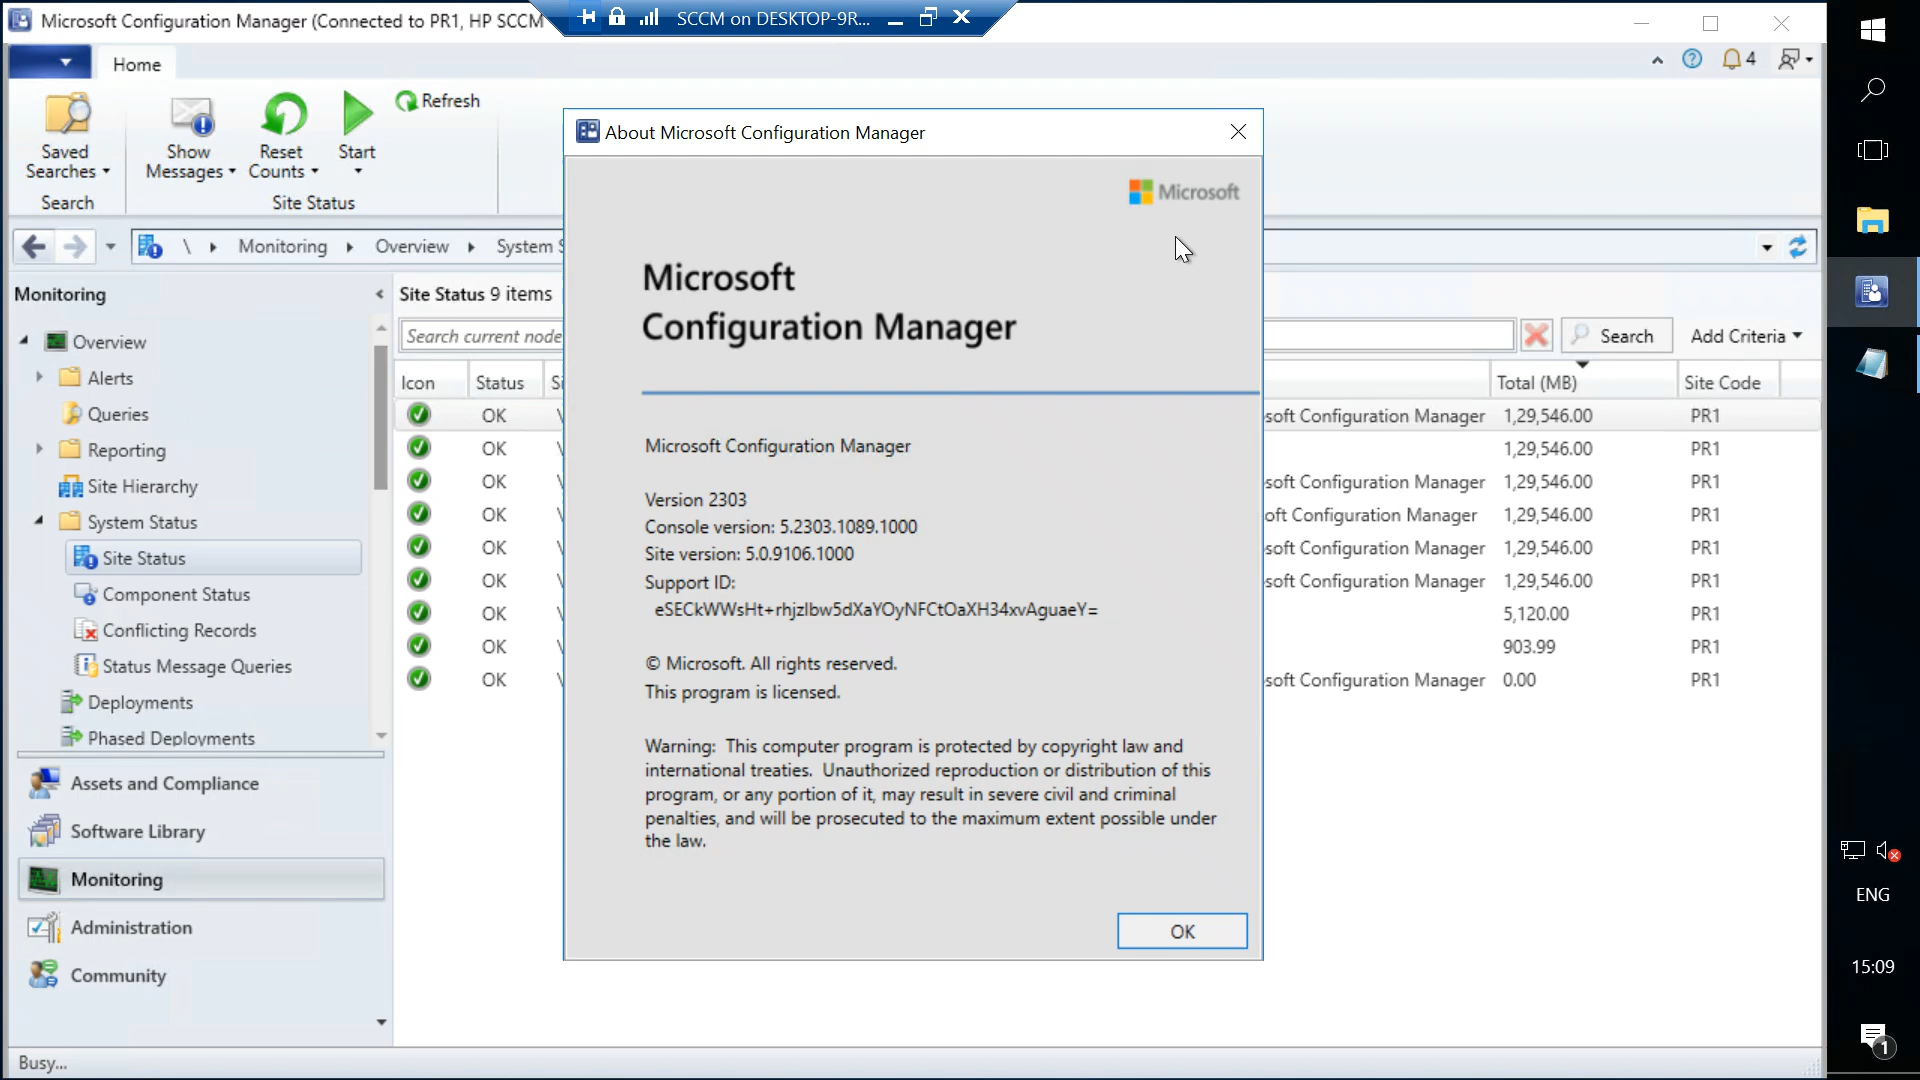 Microsoft Configuration Manager (Connected to PR1, HP SCCM
SCCM on DESKTOP-9R...
Home
4
Saved Searches
Show Messages
Reset Counts
Start
Refresh
Search
Site Status
\ Monitoring Overview System S
Monitoring
Overview
Alerts
Queries
Reporting
Site Hierarchy
System Status
Site Status
Component Status
Conflicting Records
Status Message Queries
Deployments
Phased Deployments
Assets and Compliance
Software Library
Monitoring
Administration
Community
Busy...
Site Status 9 items
Search current node
Search
Add Criteria
Icon Status Si Total (MB) Site Code
OK \ soft Configuration Manager 1,29,546.00 PR1
OK \ 1,29,546.00 PR1
OK \ soft Configuration Manager 1,29,546.00 PR1
OK \ oft Configuration Manager 1,29,546.00 PR1
OK \ soft Configuration Manager 1,29,546.00 PR1
OK \ soft Configuration Manager 1,29,546.00 PR1
OK \ 5,120.00 PR1
OK \ 903.99 PR1
OK \ soft Configuration Manager 0.00 PR1
About Microsoft Configuration Manager
Microsoft
Microsoft
Configuration Manager
Microsoft Configuration Manager
Version 2303
Console version: 5.2303.1089.1000
Site version: 5.0.9106.1000
Support ID:
eSECkWWsHt+rhjzlbw5dXaYOyNFCtOaXH34xvAguaeY=
© Microsoft. All rights reserved.
This program is licensed.
Warning: This computer program is protected by copyright law and
international treaties. Unauthorized reproduction or distribution of this
program, or any portion of it, may result in severe civil and criminal
penalties, and will be prosecuted to the maximum extent possible under
the law.
OK
ENG
15:09
1